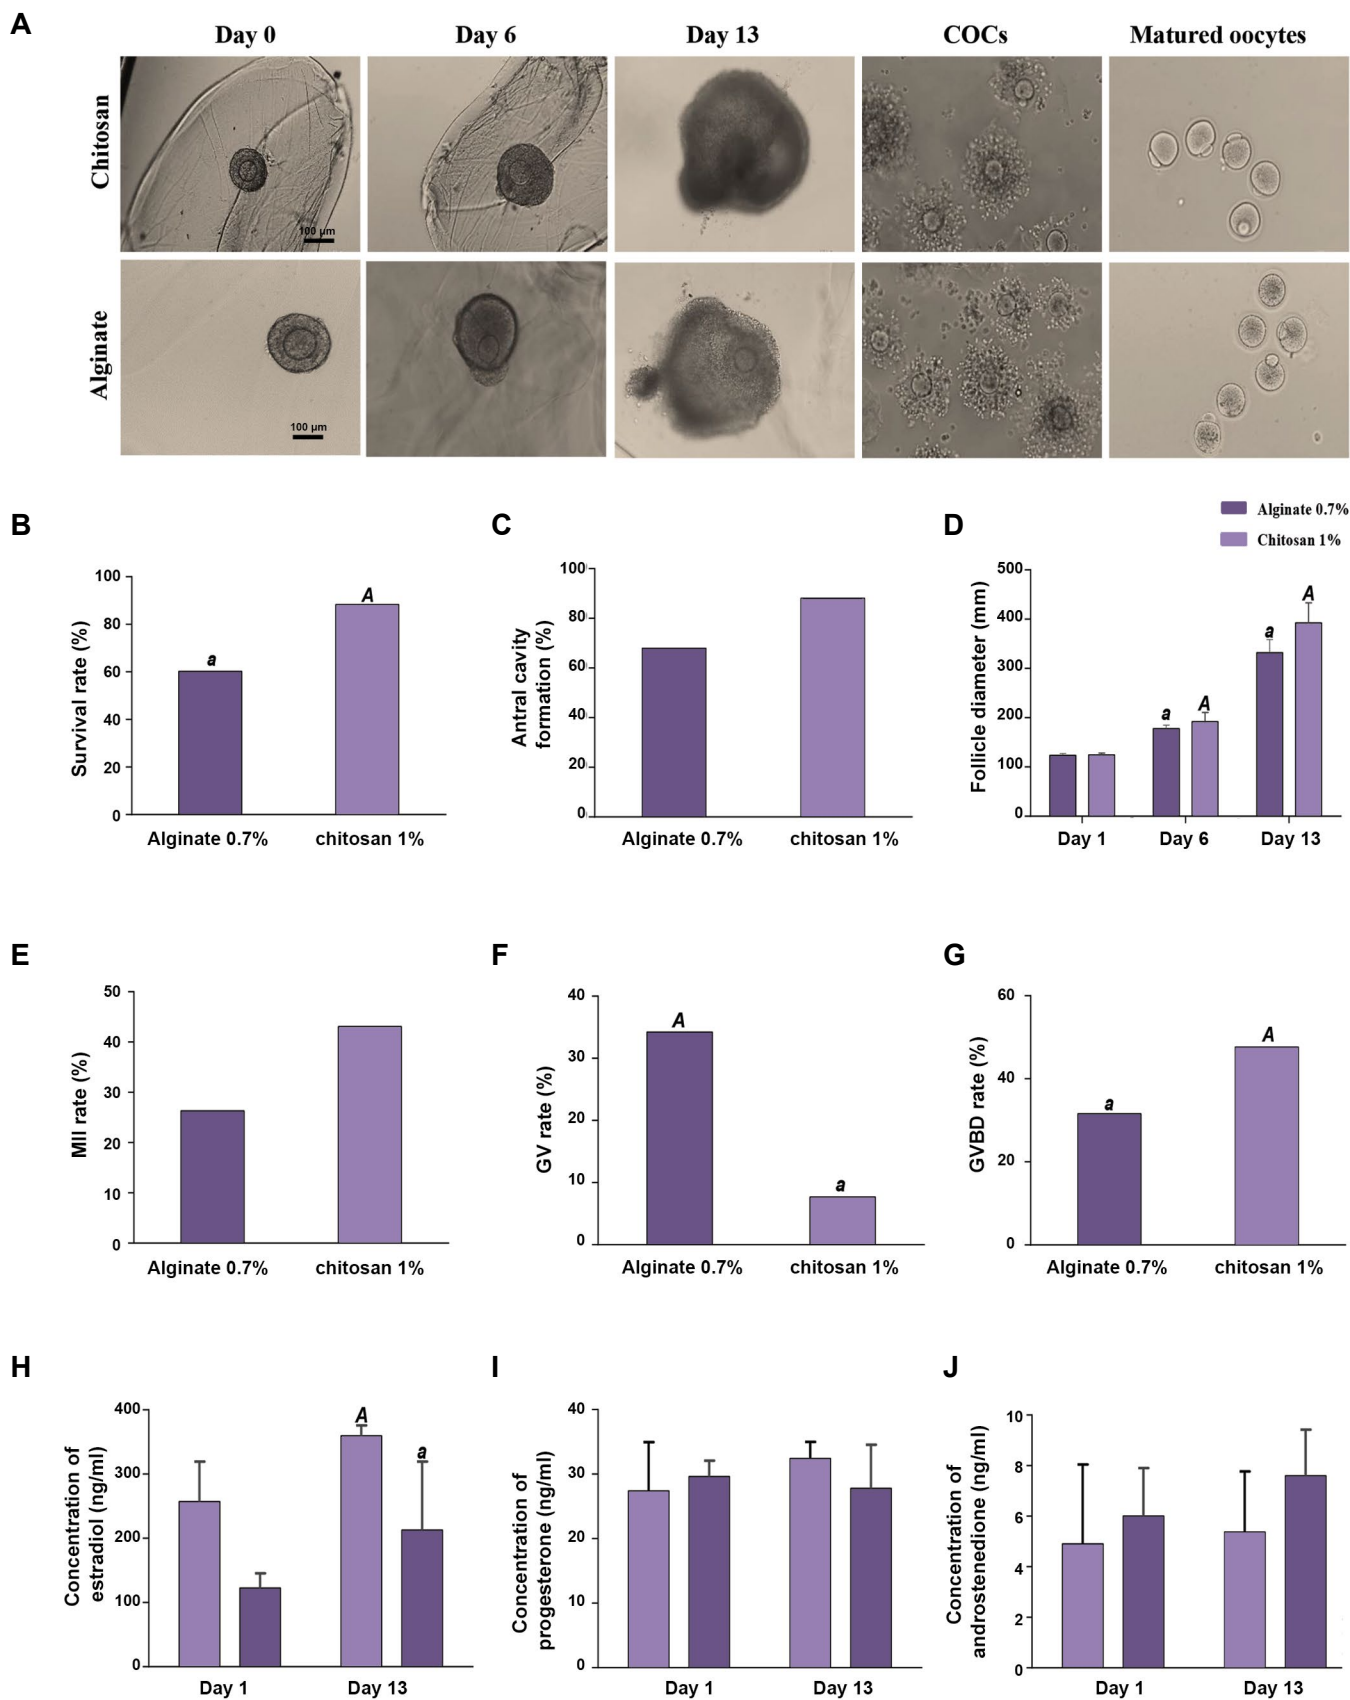 A
Day 0
Day 6
Day 13
COCs
Matured oocytes
Chitosan
100 µm
Alginate
100 µm
B
C
D
Alginate 0.7%
Chitosan 1%
Survival rate (%)
100
80
60
40
20
0
a
A
Alginate 0.7%
chitosan 1%
Antral cavity
formation (%)
100
80
60
40
20
0
Alginate 0.7%
chitosan 1%
Follicle diameter (mm)
500
400
300
200
100
0
a
A
a
A
Day 1
Day 6
Day 13
E
F
G
MII rate (%)
50
40
30
20
10
0
Alginate 0.7%
chitosan 1%
GV rate (%)
40
30
20
10
0
A
a
Alginate 0.7%
chitosan 1%
GVBD rate (%)
60
40
20
0
a
A
Alginate 0.7%
chitosan 1%
H
I
J
Concentration of
estradiol (ng/ml)
400
300
200
100
0
A
a
Day 1
Day 13
Concentration of
progesterone (ng/ml)
40
30
20
10
0
Day 1
Day 13
Concentration of
androstenedione (ng/ml)
10
8
6
4
2
0
Day 1
Day 13